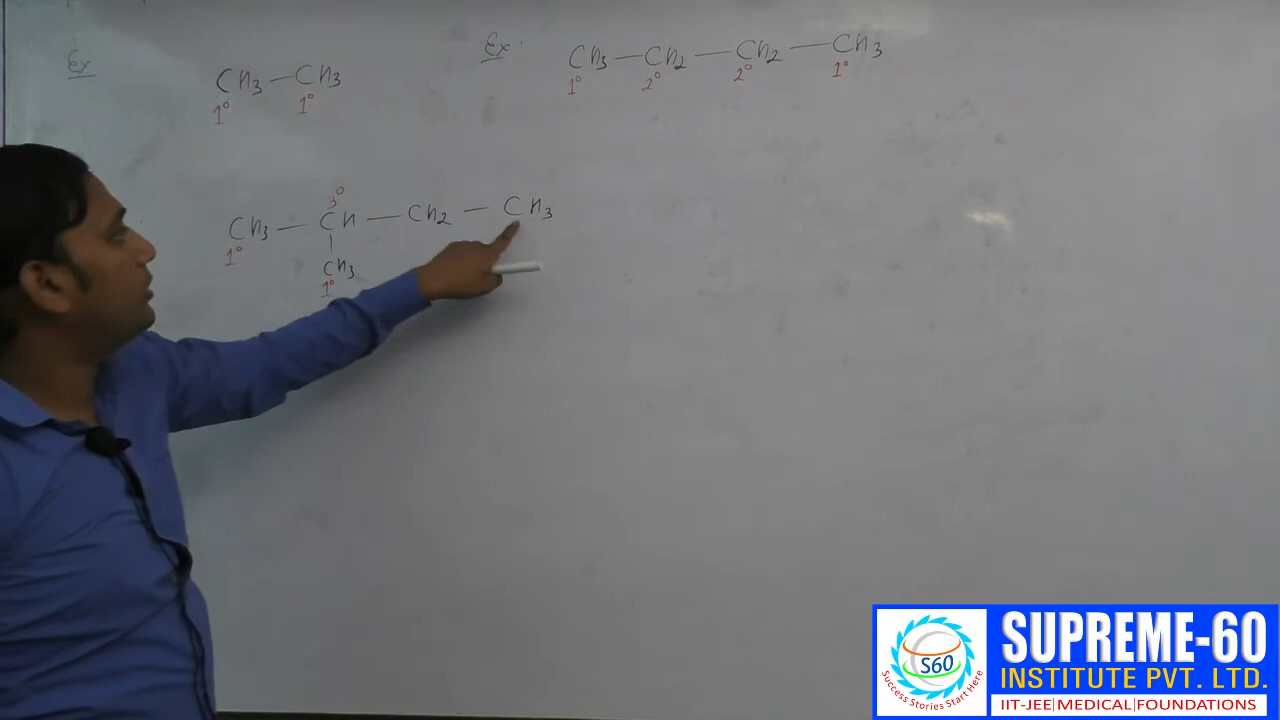 Ex
CH3 — CH3
1° 1°
Ex.
CH3 — CH2 — CH2 — CH3
1° 2° 2° 1°
3°
CH3 — CH — CH2 — CH3
1°
|
CH3
1°
S60
Success Stories Start Here
SUPREME-60
INSTITUTE PVT. LTD.
IIT-JEE|MEDICAL|FOUNDATIONS